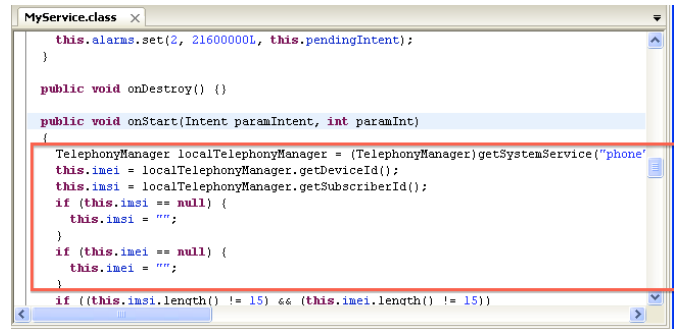 MyService.class
this.alarms.set(2, 21600000L, this.pendingIntent);
}
public void onDestroy() {}
public void onStart(Intent paramIntent, int paramInt)
{
TelephonyManager localTelephonyManager = (TelephonyManager)getSystemService("phone"
this.imei = localTelephonyManager.getDeviceId();
this.imsi = localTelephonyManager.getSubscriberId();
if (this.imsi == null) {
this.imsi = "";
}
if (this.imei == null) {
this.imei = "";
}
if ((this.imsi.length() != 15) && (this.imei.length() != 15))